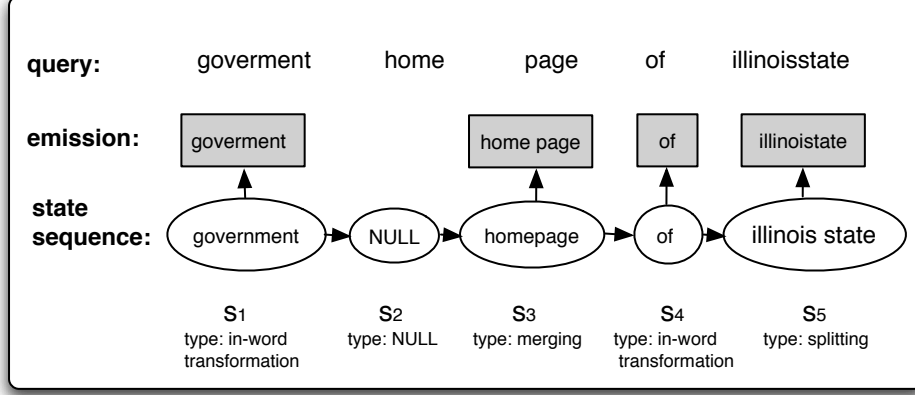 query: goverment home page of illinoisstate
emission: goverment home page of illinoistate
state
sequence: government NULL homepage of illinois state
S1 S2 S3 S4 S5
type: in-word type: NULL type: merging type: in-word type: splitting
transformation transformation